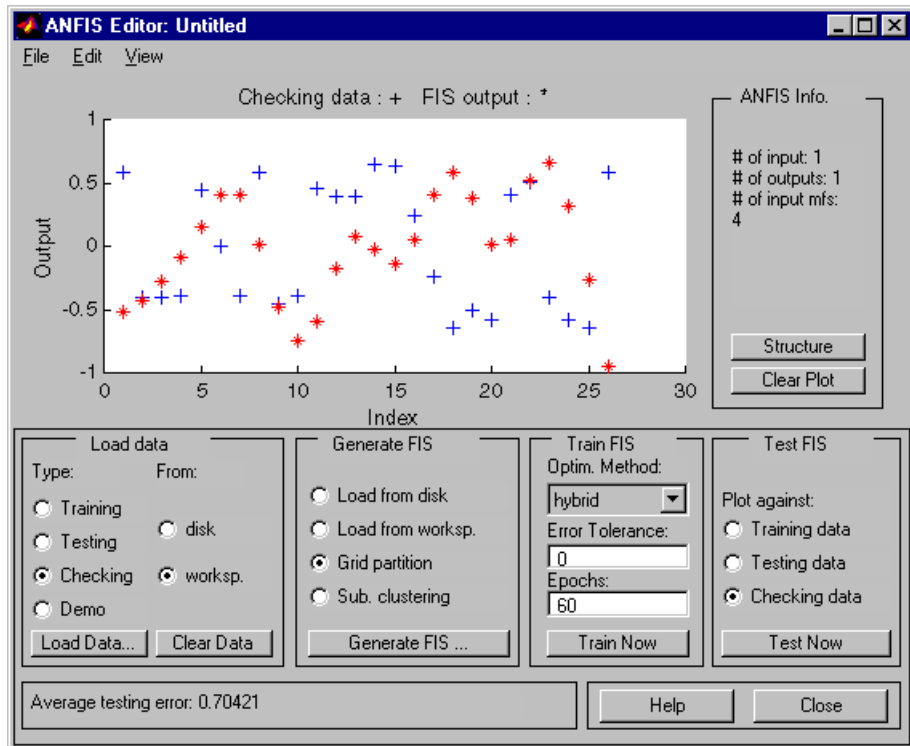 ANFIS Editor: Untitled
File Edit View
Checking data : + FIS output : *
1
0.5
0
-0.5
-1
Output
0 5 10 15 20 25 30
Index
ANFIS Info.
# of input: 1
# of outputs: 1
# of input mfs:
4
Structure
Clear Plot
Load data
Type: From:
Training
Testing
Checking
Demo
disk
worksp.
Load Data... Clear Data
Generate FIS
Load from disk
Load from worksp.
Grid partition
Sub. clustering
Generate FIS ...
Train FIS
Optim. Method:
hybrid
Error Tolerance:
0
Epochs:
60
Train Now
Test FIS
Plot against:
Training data
Testing data
Checking data
Test Now
Average testing error: 0.70421
Help Close